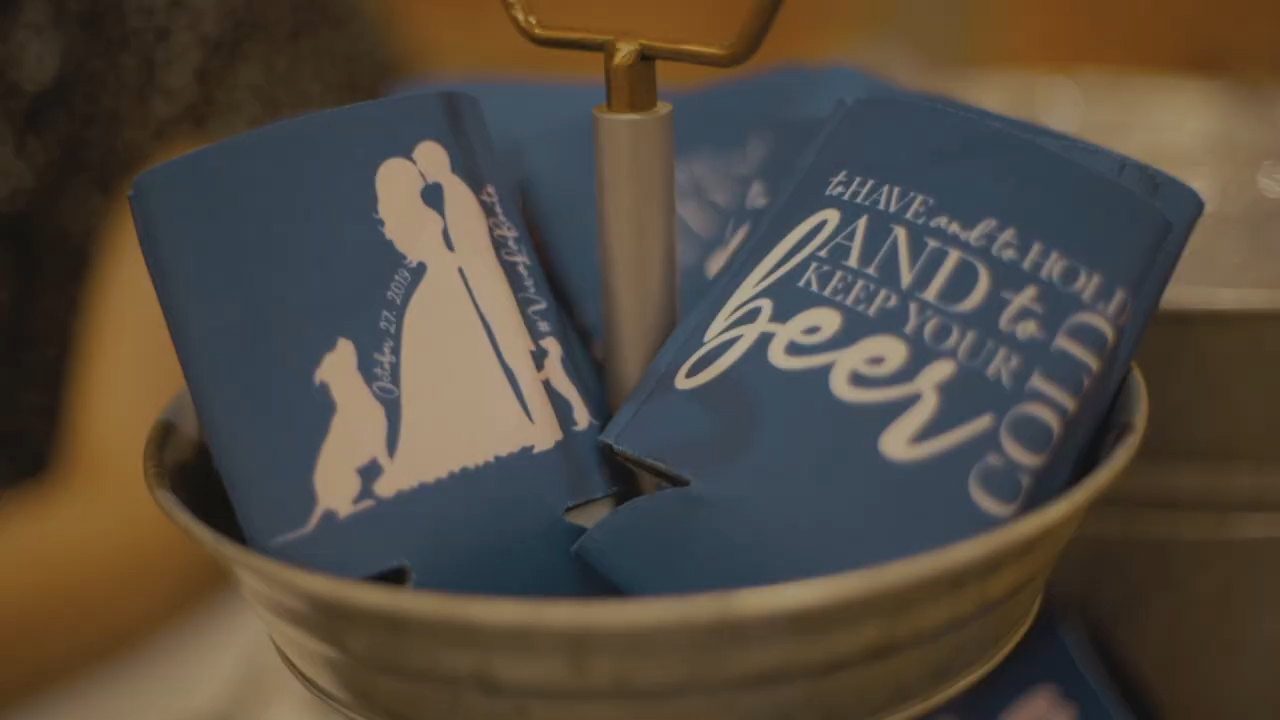 October 27. 2019
to HAVE and to HOLD
AND to
KEEP YOUR
beer
COLD